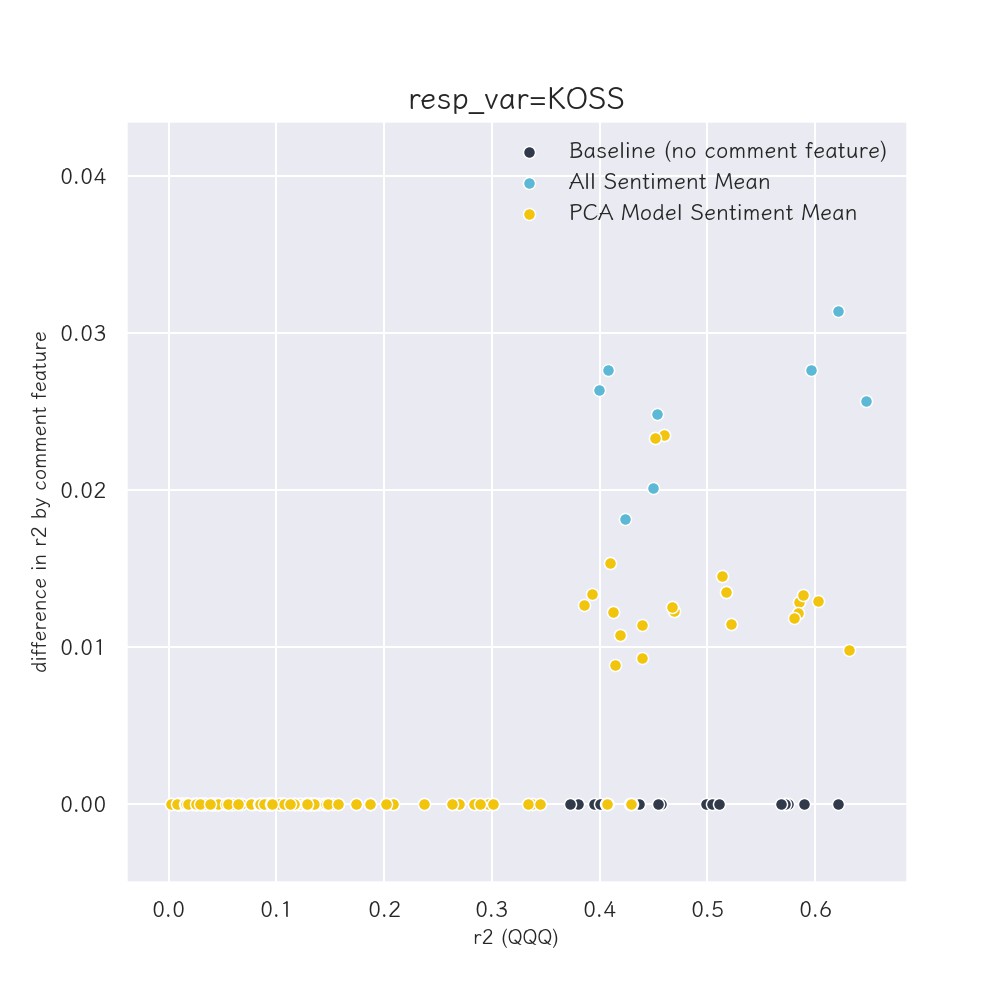 resp_var=KOSS
Baseline (no comment feature)
All Sentiment Mean
PCA Model Sentiment Mean
difference in r2 by comment feature
0.04
0.03
0.02
0.01
0.00
0.0 0.1 0.2 0.3 0.4 0.5 0.6
r2 (QQQ)